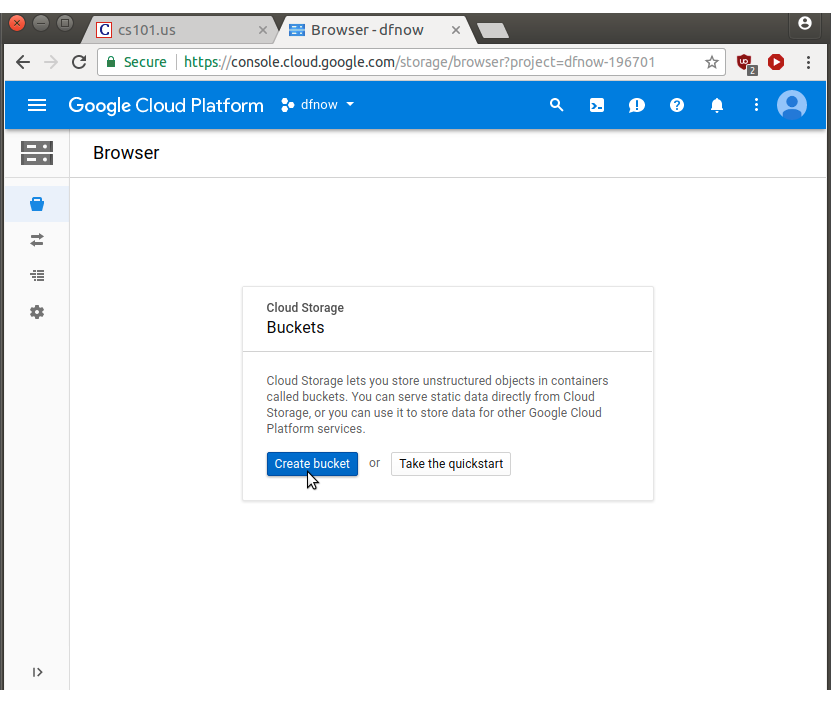 C cs101.us × Browser - dfnow ×
Secure https://console.cloud.google.com/storage/browser?project=dfnow-196701 2
Google Cloud Platform dfnow
Browser
Cloud Storage
Buckets
Cloud Storage lets you store unstructured objects in containers
called buckets. You can serve static data directly from Cloud
Storage, or you can use it to store data for other Google Cloud
Platform services.
Create bucket or Take the quickstart